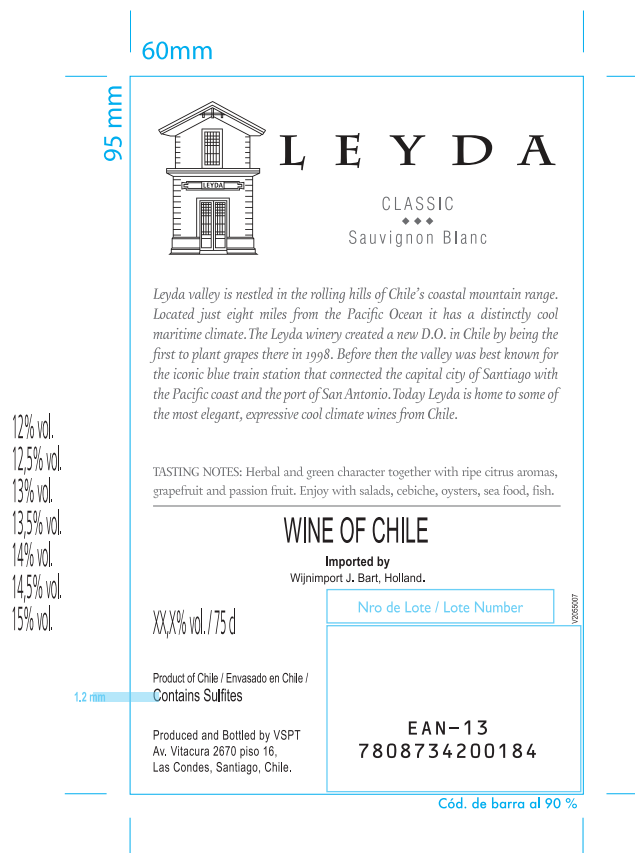 60mm
95 mm
LEYDA
LEYDA
CLASSIC
Sauvignon Blanc
Leyda valley is nestled in the rolling hills of Chile's coastal mountain range.
Located just eight miles from the Pacific Ocean it has a distinctly cool
maritime climate. The Leyda winery created a new D.O. in Chile by being the
first to plant grapes there in 1998. Before then the valley was best known for
the iconic blue train station that connected the capital city of Santiago with
the Pacific coast and the port of San Antonio. Today Leyda is home to some of
the most elegant, expressive cool climate wines from Chile.
12% vol.
12,5% vol.
13% vol.
13,5% vol.
14% vol.
14,5% vol.
15% vol.
TASTING NOTES: Herbal and green character together with ripe citrus aromas,
grapefruit and passion fruit. Enjoy with salads, cebiche, oysters, sea food, fish.
WINE OF CHILE
Imported by
Wijnimport J. Bart, Holland.
Nro de Lote / Lote Number
V2055007
XX,X% vol. / 75 cl
Product of Chile / Envasado en Chile /
1.2 mm
Contains Sulfites
Produced and Bottled by VSPT
Av. Vitacura 2670 piso 16,
Las Condes, Santiago, Chile.
EAN-13
7808734200184
Cód. de barra al 90 %